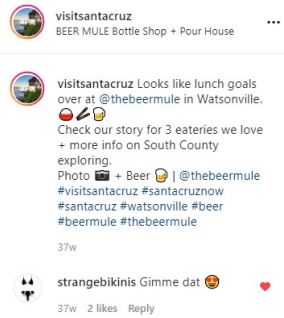 visitsantacruz
BEER MULE Bottle Shop + Pour House
visitsantacruz Looks like lunch goals
over at @thebeermule in Watsonville.
🍚🥢🍺
Check our story for 3 eateries we love
+ more info on South County
exploring.
Photo 📷 + Beer 🍺 | @thebeermule
#visitsantacruz #santacruznow
#santacruz #watsonville #beer
#beermule #thebeermule
37w
strangebikinis Gimme dat 😍
37w 2 likes Reply